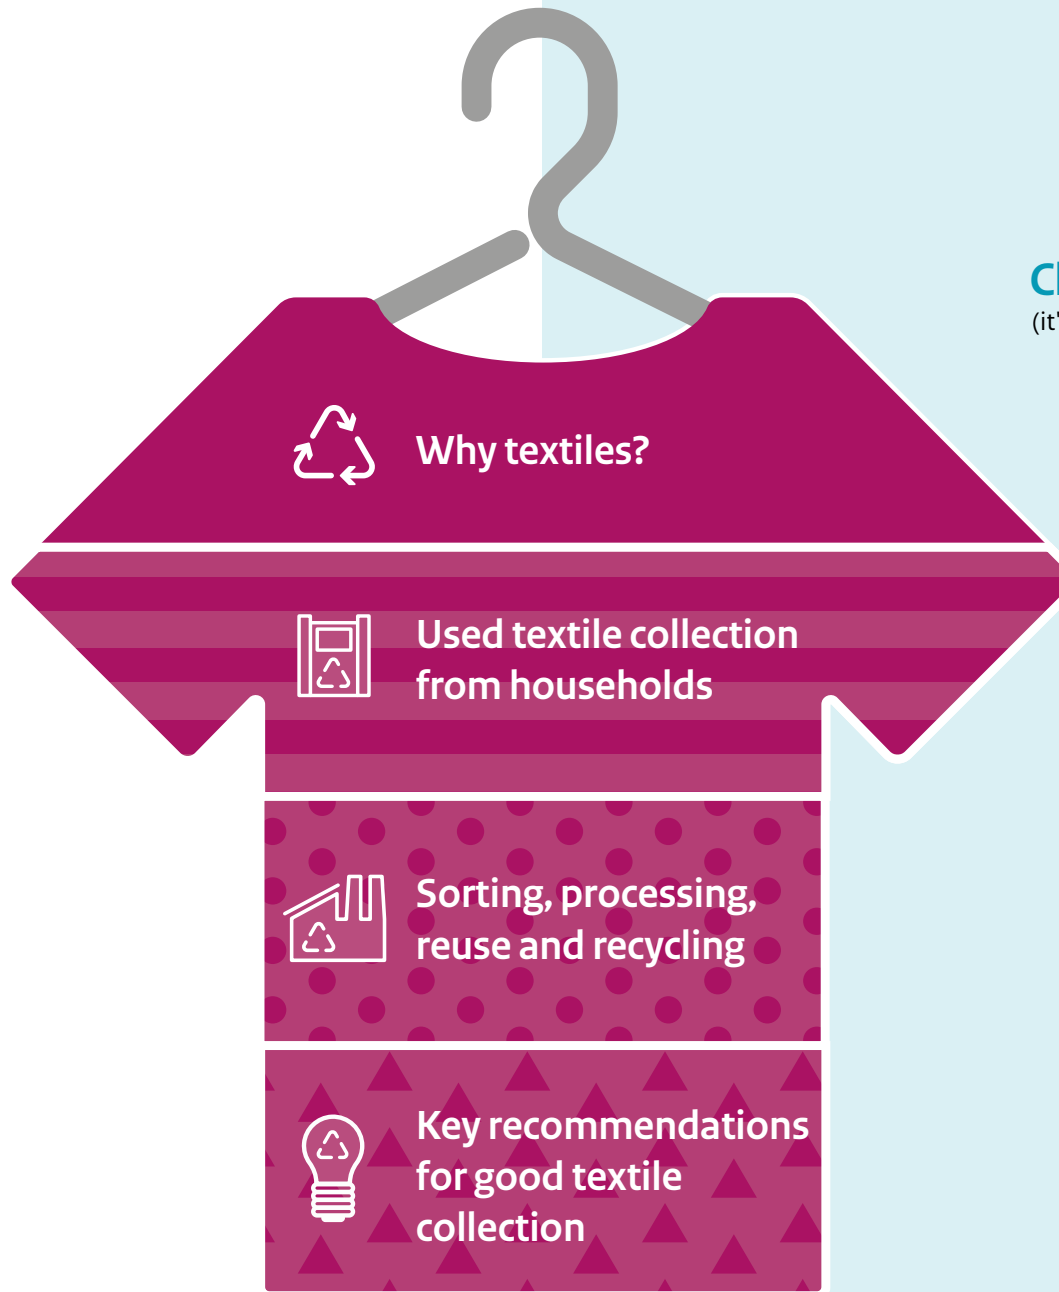 Why textiles?
Used textile collection
from households
Sorting, processing,
reuse and recycling
Key recommendations
for good textile
collection